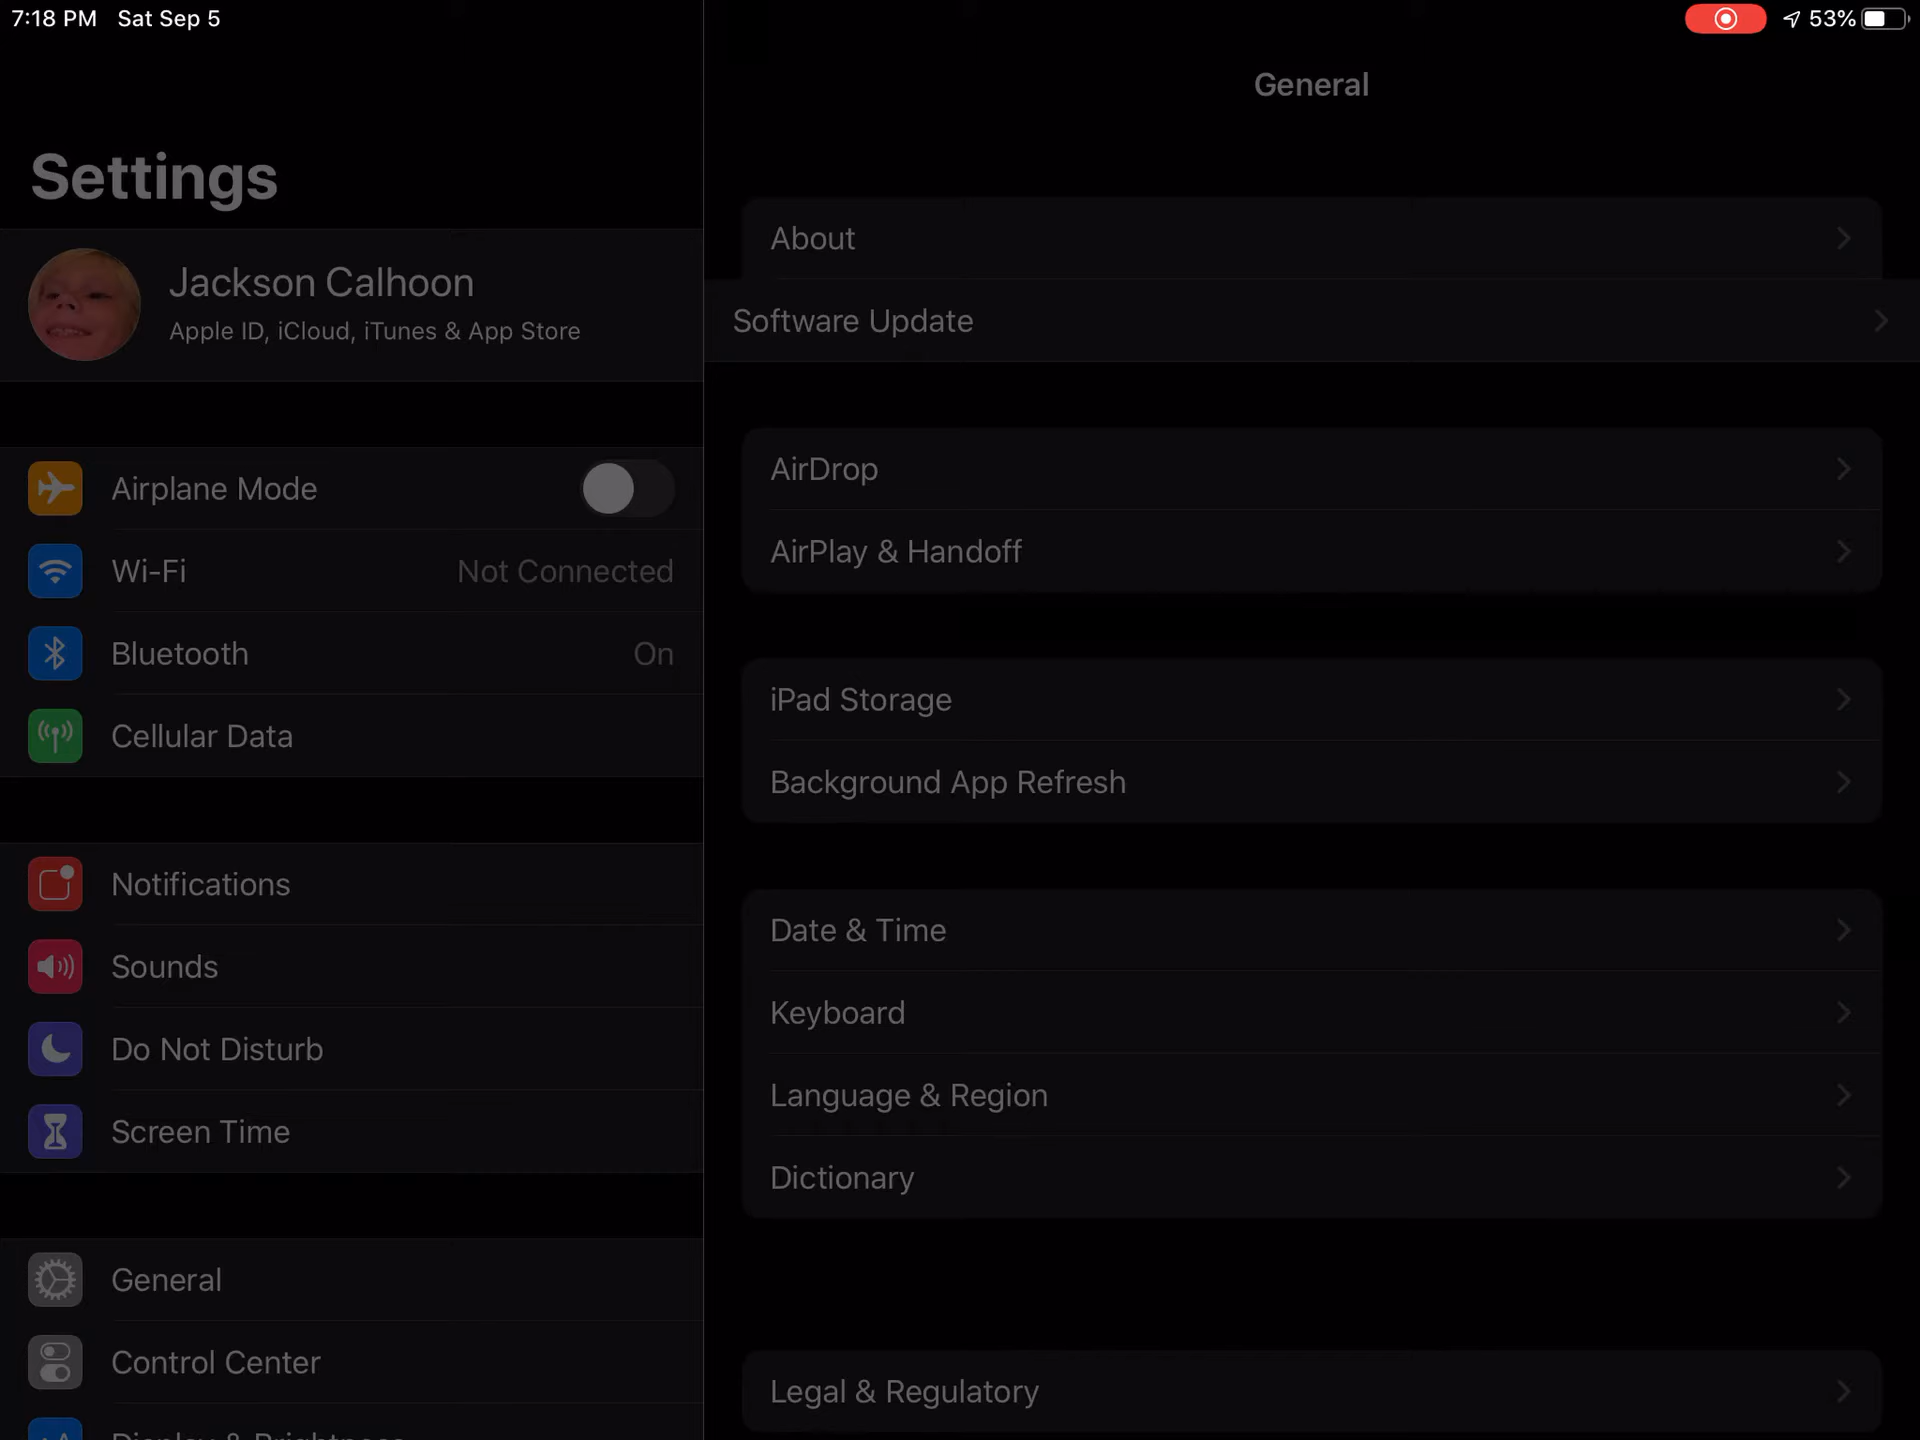 7:18 PM Sat Sep 5
53%
Settings
Jackson Calhoon
Apple ID, iCloud, iTunes & App Store
Airplane Mode
Wi-Fi Not Connected
Bluetooth On
Cellular Data
Notifications
Sounds
Do Not Disturb
Screen Time
General
Control Center
Display & Brightness
General
About
Software Update
AirDrop
AirPlay & Handoff
iPad Storage
Background App Refresh
Date & Time
Keyboard
Language & Region
Dictionary
Legal & Regulatory